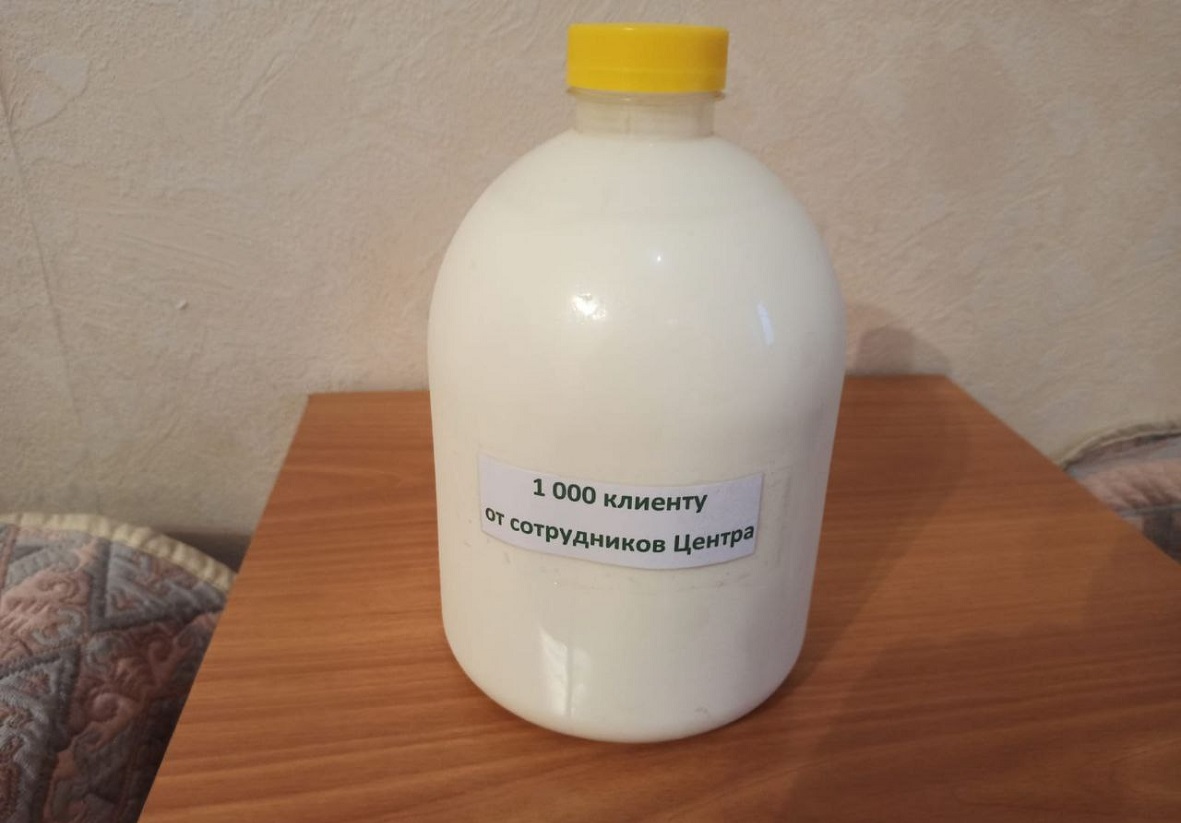 1 000 клиенту
от сотрудников Центра